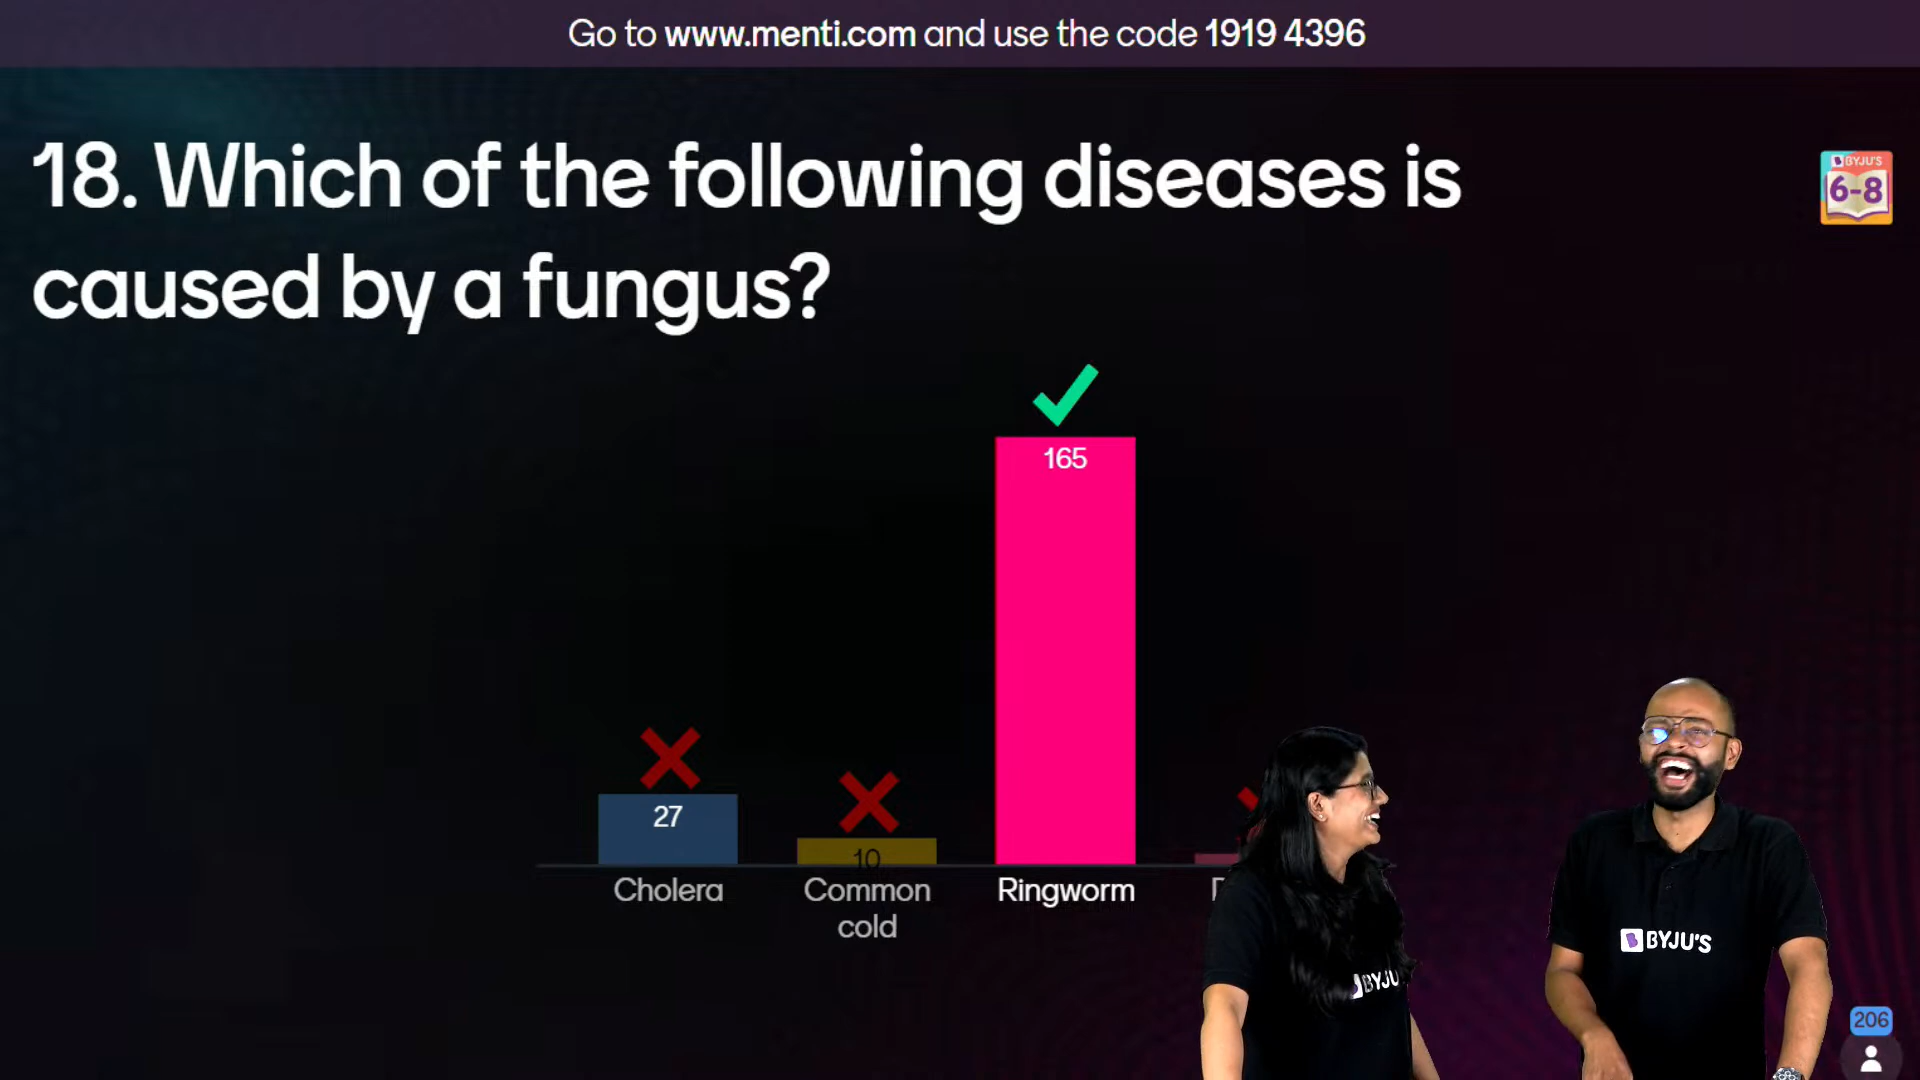 Go to www.menti.com and use the code 1919 4396
18. Which of the following diseases is
caused by a fungus?
BYJU'S
6-8
165
27
10
Cholera
Common
cold
Ringworm
BYJU'S
206